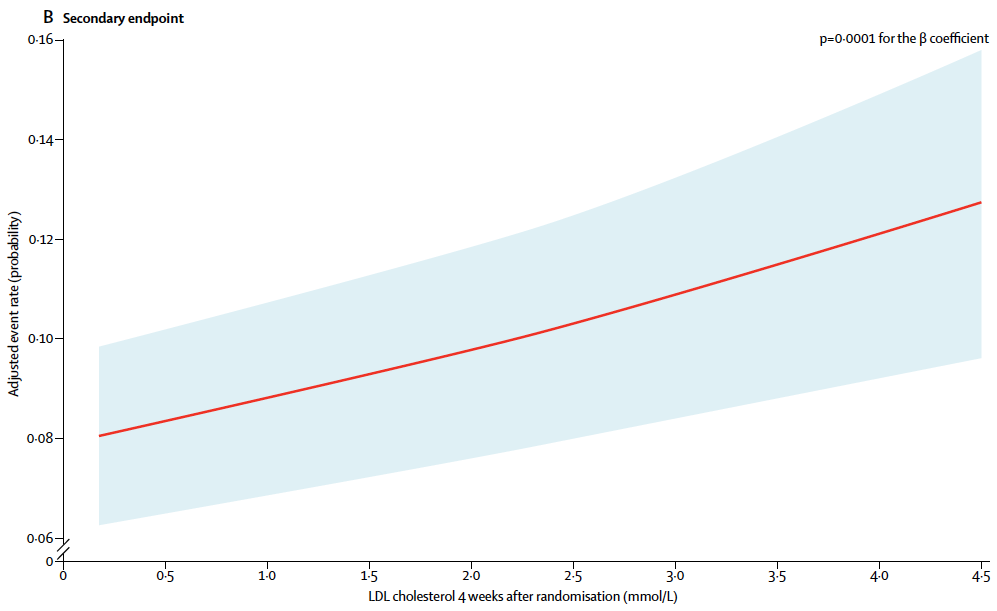 B Secondary endpoint
p=0·0001 for the β coefficient
0·16
0·14
0·12
0·10
0·08
0·06
0
Adjusted event rate (probability)
0 0·5 1·0 1·5 2·0 2·5 3·0 3·5 4·0 4·5
LDL cholesterol 4 weeks after randomisation (mmol/L)